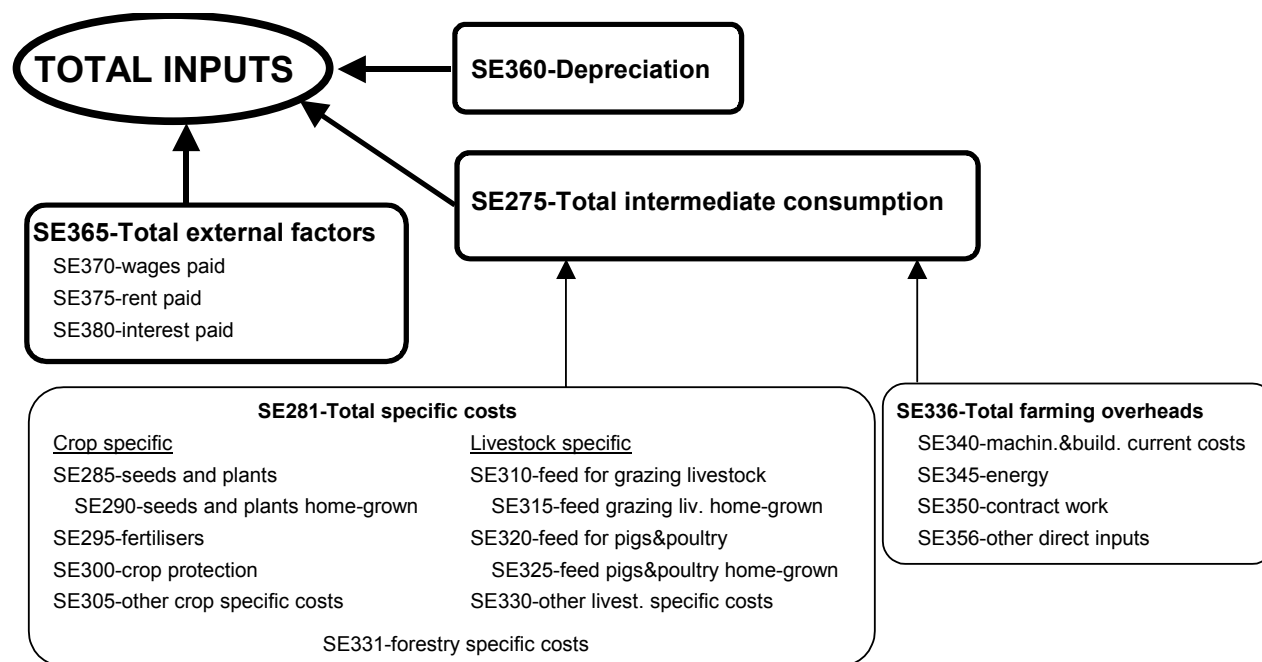 TOTAL INPUTS
SE360-Depreciation
SE275-Total intermediate consumption
SE365-Total external factors
SE370-wages paid
SE375-rent paid
SE380-interest paid
SE281-Total specific costs
Crop specific
SE285-seeds and plants
SE290-seeds and plants home-grown
SE295-fertilisers
SE300-crop protection
SE305-other crop specific costs
Livestock specific
SE310-feed for grazing livestock
SE315-feed grazing liv. home-grown
SE320-feed for pigs&poultry
SE325-feed pigs&poultry home-grown
SE330-other livest. specific costs
SE331-forestry specific costs
SE336-Total farming overheads
SE340-machin.&build. current costs
SE345-energy
SE350-contract work
SE356-other direct inputs